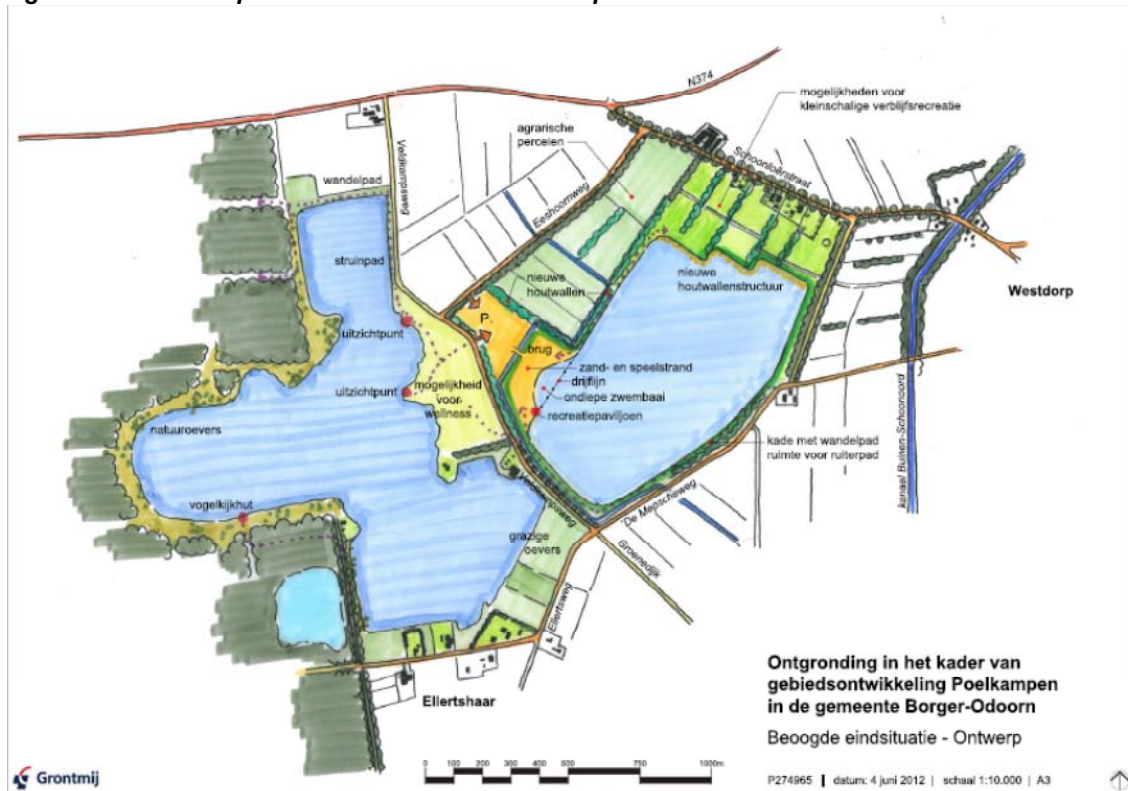 N374
mogelijkheden voor
kleinschalige verblijfsrecreatie
agrarische
percelen
Schoonloërstraat
Veldkampsweg
wandelpad
Eeshoornweg
struinpad
nieuwe
houtwallen
nieuwe
houtwallenstructuur
Westdorp
P
uitzichtpunt
brug
zand- en speelstrand
drijflijn
uitzichtpunt
mogelijkheid
voor
wellness
ondiepe zwembaai
recreatiepaviljoen
natuuroevers
kade met wandelpad
ruimte voor ruiterpad
kanaal Buinen-Schoonoord
vogelkijkhut
De Mepscheweg
grazige
oevers
Groenedijk
Ellertsweg
Ellertshaar
Ontgronding in het kader van
gebiedsontwikkeling Poelkampen
in de gemeente Borger-Odoorn
Beoogde eindsituatie - Ontwerp
0 100 200 300 400 500 750 1000m
Grontmij
P274965 | datum: 4 juni 2012 | schaal 1:10.000 | A3